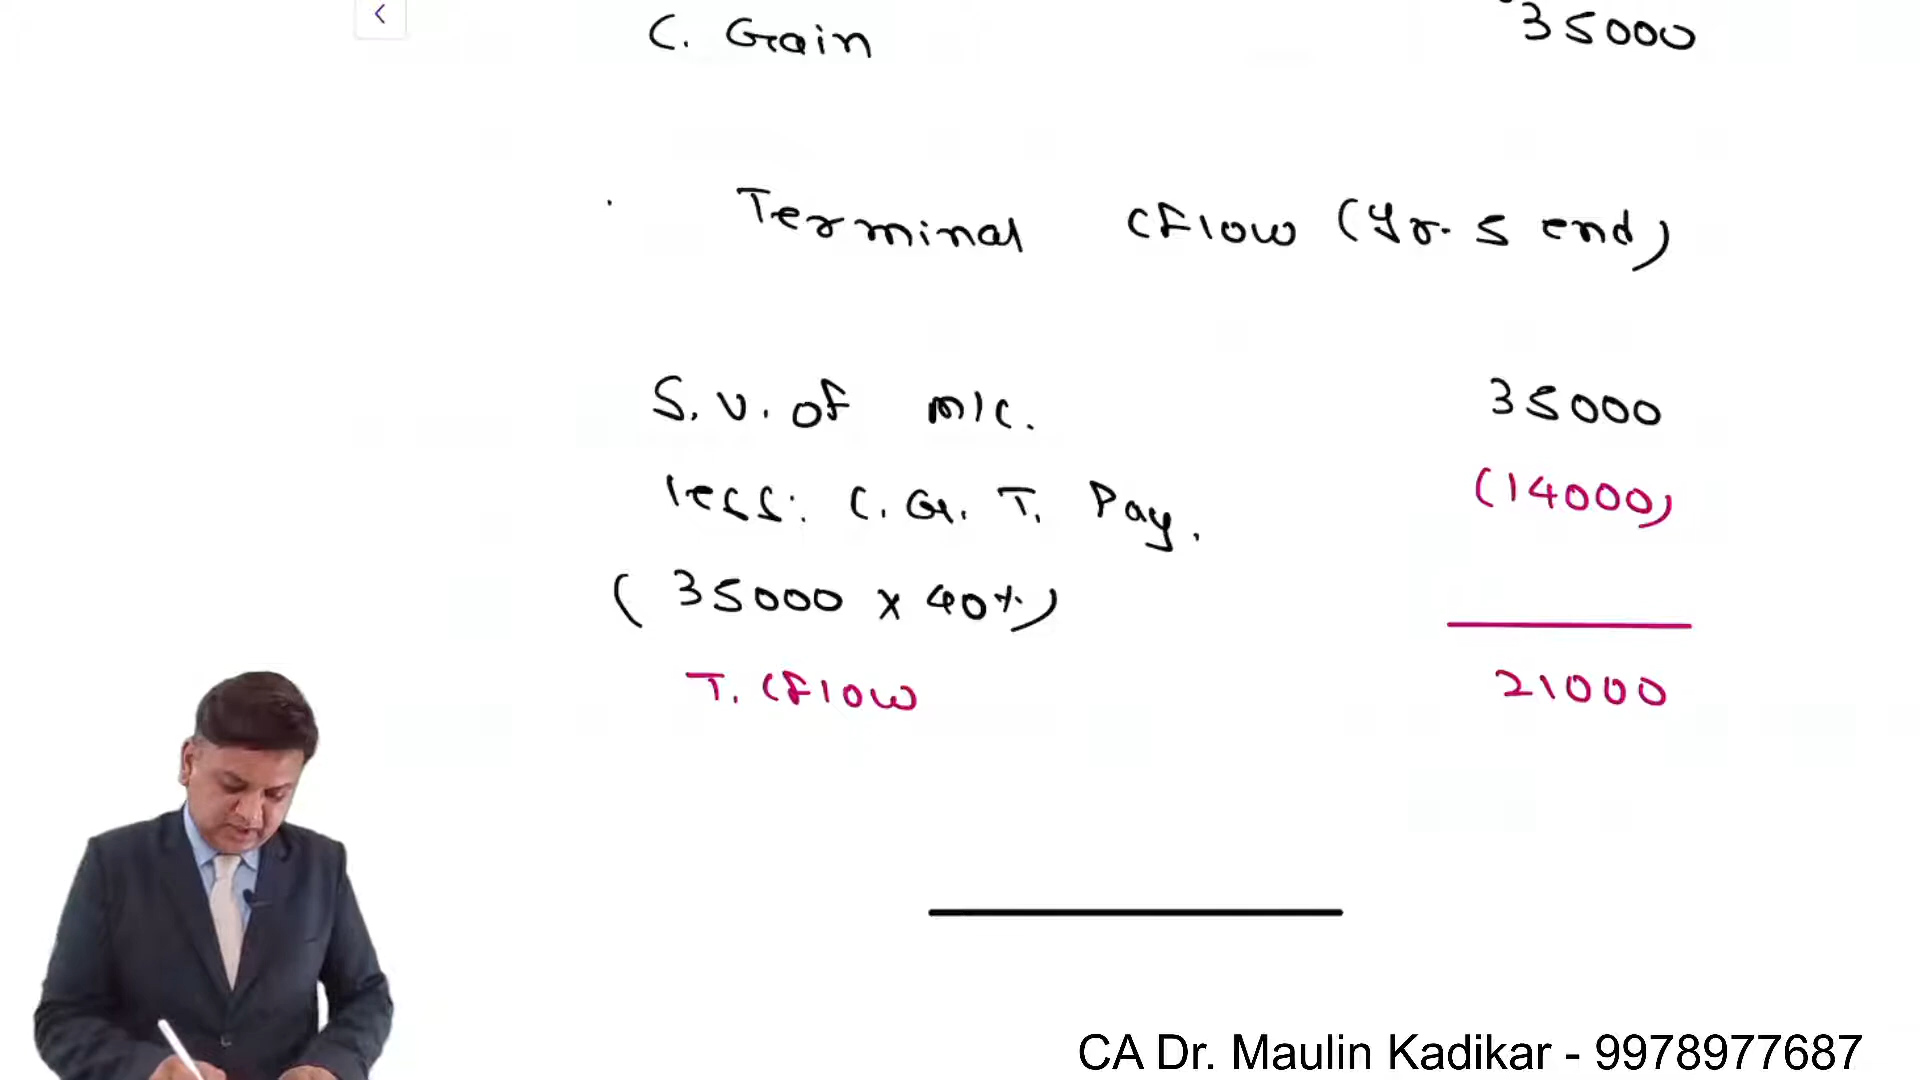 C. Gain 35000
Terminal CFlow (Yr. 5 end)
S.V. of m/c. 35000
less: C.G.T. Pay. (14000)
(35000 x 40%)
T. CFlow 21000
CA Dr. Maulin Kadikar - 9978977687